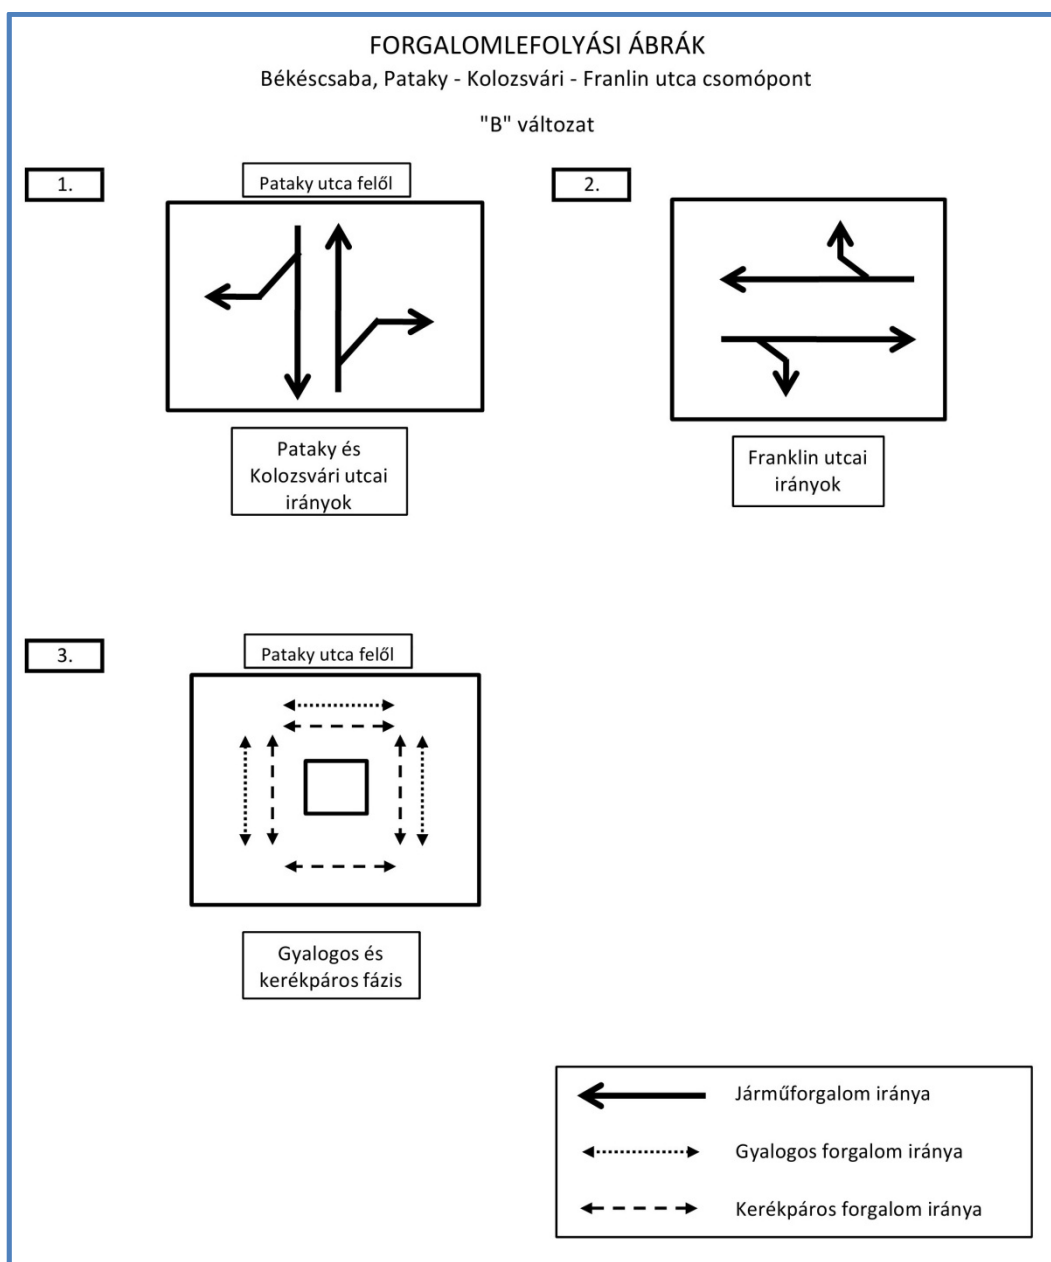 FORGALOMLEFOLYÁSI ÁBRÁK
Békéscsaba, Pataky - Kolozsvári - Franlin utca csomópont
"B" változat
1.
Pataky utca felől
2.
Pataky és
Kolozsvári utcai
irányok
Franklin utcai
irányok
3.
Pataky utca felől
Gyalogos és
kerékpáros fázis
Járműforgalom iránya
Gyalogos forgalom iránya
Kerékpáros forgalom iránya